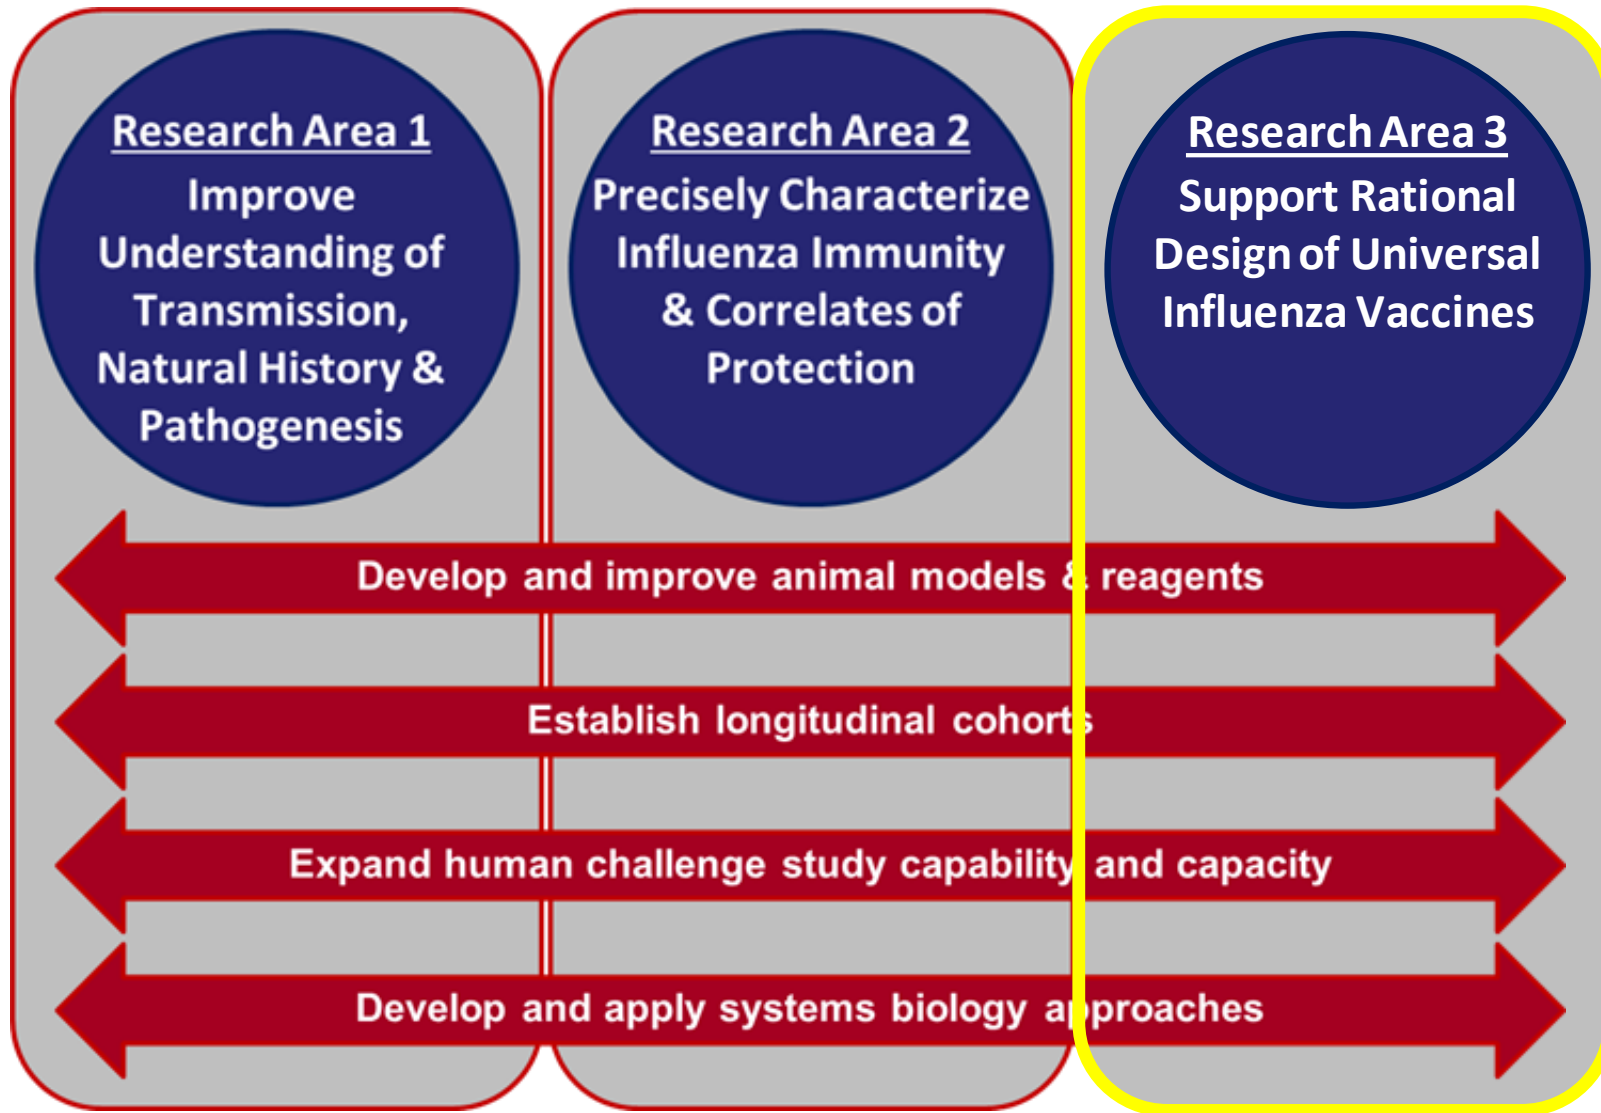 Research Area 1
Improve
Understanding of
Transmission,
Natural History &
Pathogenesis
Research Area 2
Precisely Characterize
Influenza Immunity
& Correlates of
Protection
Research Area 3
Support Rational
Design of Universal
Influenza Vaccines
Develop and improve animal models & reagents
Establish longitudinal cohorts
Expand human challenge study capability and capacity
Develop and apply systems biology approaches